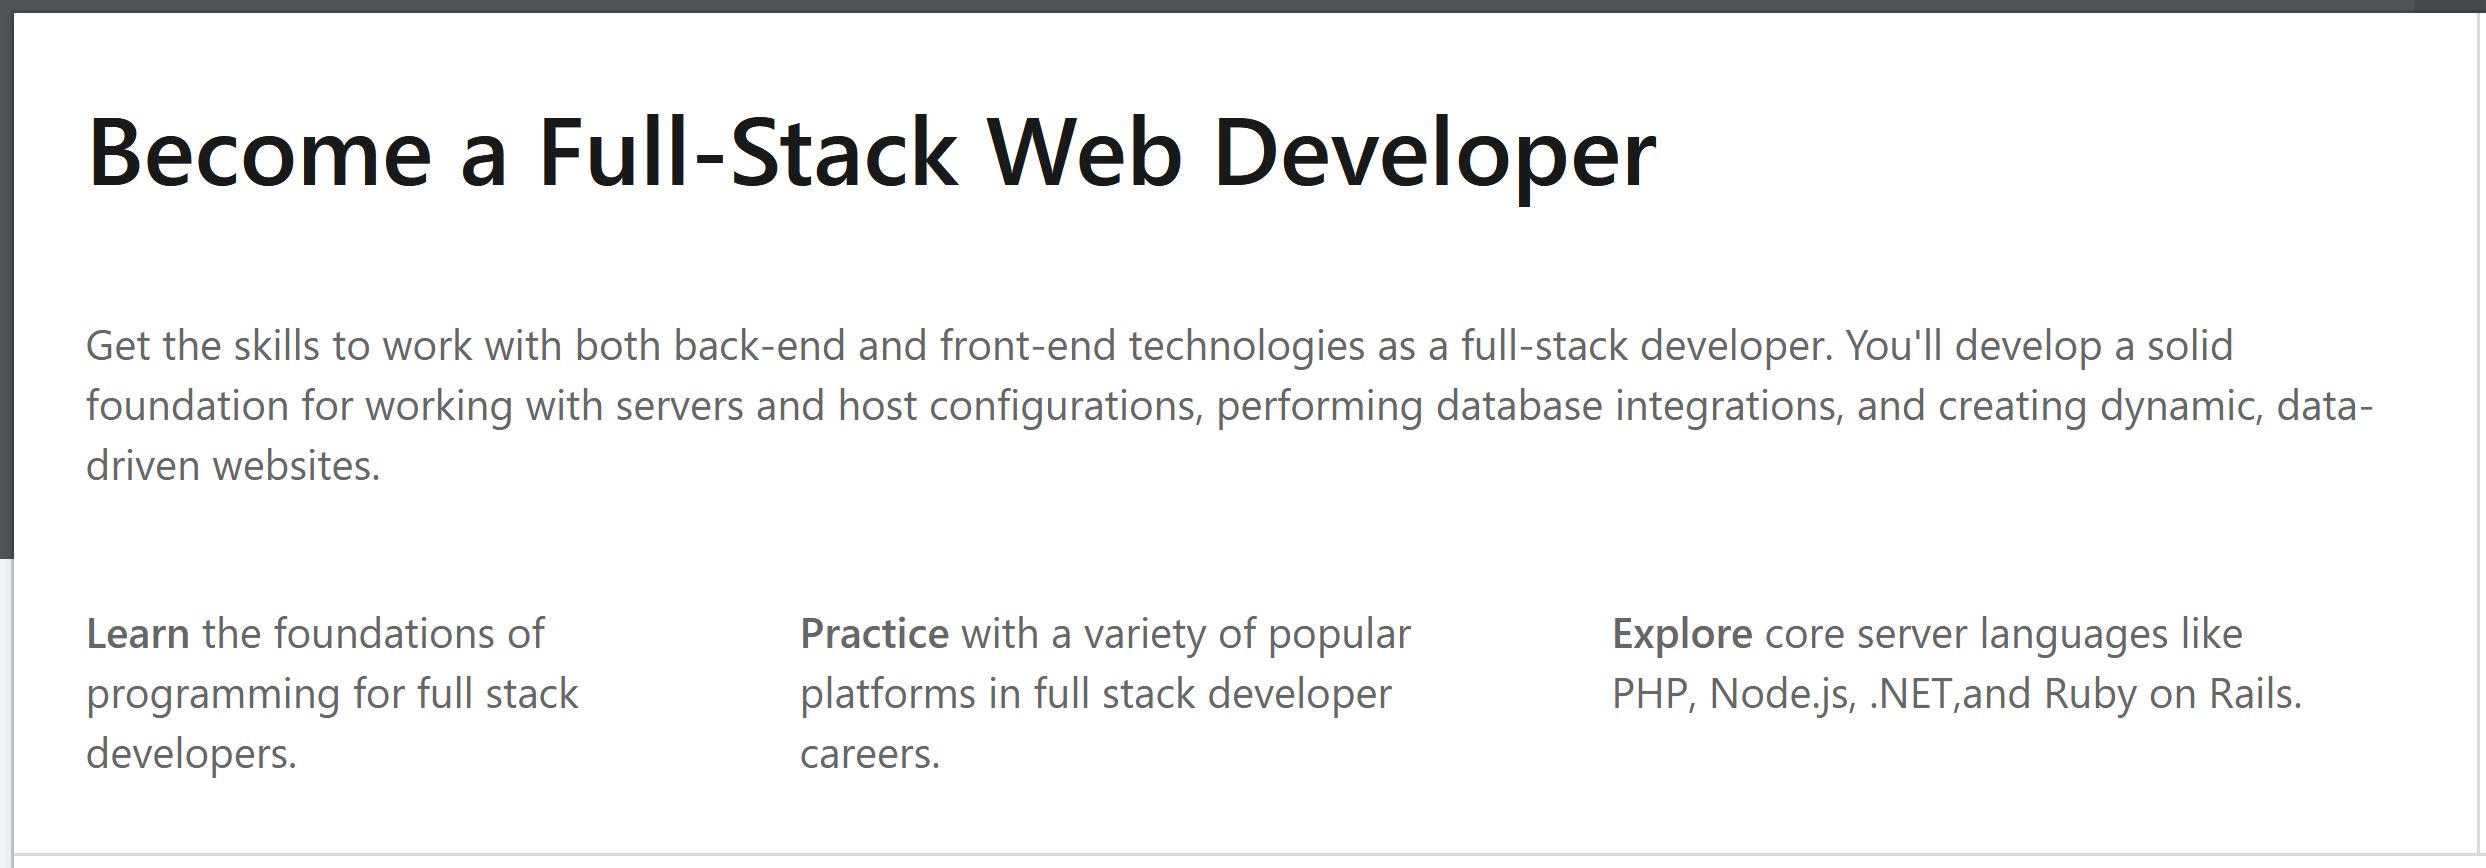 Become a Full-Stack Web Developer
Get the skills to work with both back-end and front-end technologies as a full-stack developer. You'll develop a solid
foundation for working with servers and host configurations, performing database integrations, and creating dynamic, data-
driven websites.
Learn the foundations of
programming for full stack
developers.
Practice with a variety of popular
platforms in full stack developer
careers.
Explore core server languages like
PHP, Node.js, .NET,and Ruby on Rails.